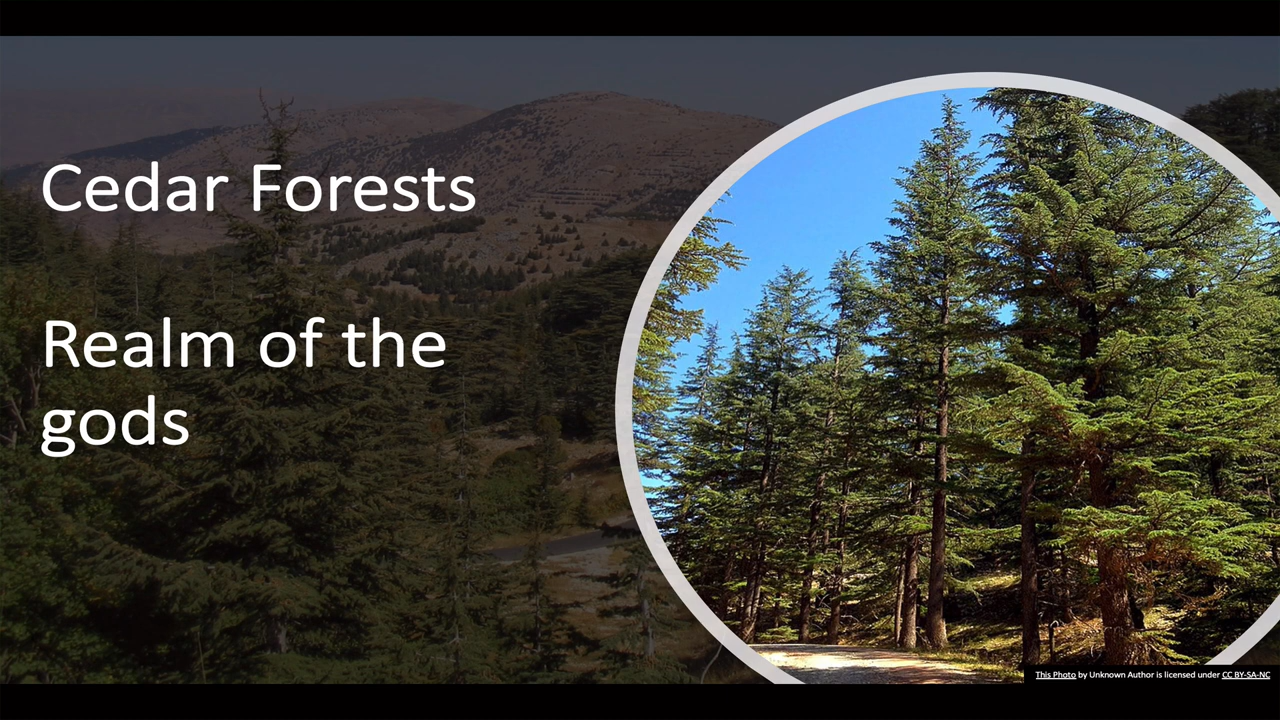 Cedar Forests
Realm of the
gods
This Photo by Unknown Author is licensed under CC BY-SA-NC